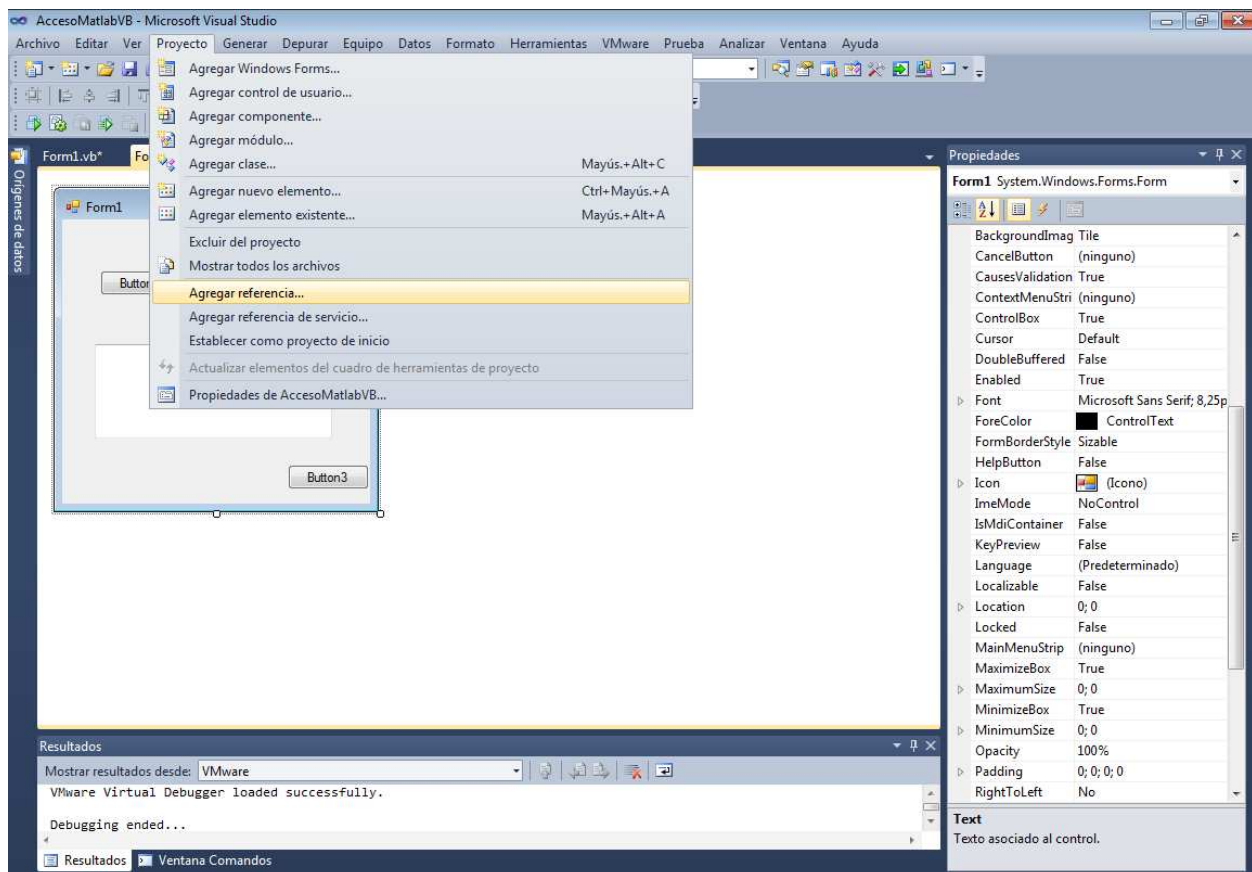 AccesoMatlabVB - Microsoft Visual Studio
Archivo Editar Ver Proyecto Generar Depurar Equipo Datos Formato Herramientas VMware Prueba Analizar Ventana Ayuda
Agregar Windows Forms...
Agregar control de usuario...
Agregar componente...
Agregar módulo...
Agregar clase... Mayús.+Alt+C
Agregar nuevo elemento... Ctrl+Mayús.+A
Agregar elemento existente... Mayús.+Alt+A
Excluir del proyecto
Mostrar todos los archivos
Agregar referencia...
Agregar referencia de servicio...
Establecer como proyecto de inicio
Actualizar elementos del cuadro de herramientas de proyecto
Propiedades de AccesoMatlabVB...
Orígenes de datos
Form1.vb* Fo
Form1
Button
Button3
Propiedades
Form1 System.Windows.Forms.Form
BackgroundImag Tile
CancelButton (ninguno)
CausesValidation True
ContextMenuStri (ninguno)
ControlBox True
Cursor Default
DoubleBuffered False
Enabled True
Font Microsoft Sans Serif; 8,25p
ForeColor ControlText
FormBorderStyle Sizable
HelpButton False
Icon (Icono)
ImeMode NoControl
IsMdiContainer False
KeyPreview False
Language (Predeterminado)
Localizable False
Location 0; 0
Locked False
MainMenuStrip (ninguno)
MaximizeBox True
MaximumSize 0; 0
MinimizeBox True
MinimumSize 0; 0
Opacity 100%
Padding 0; 0; 0; 0
RightToLeft No
Text
Texto asociado al control.
Resultados
Mostrar resultados desde: VMware
VMware Virtual Debugger loaded successfully.
Debugging ended...
Resultados Ventana Comandos